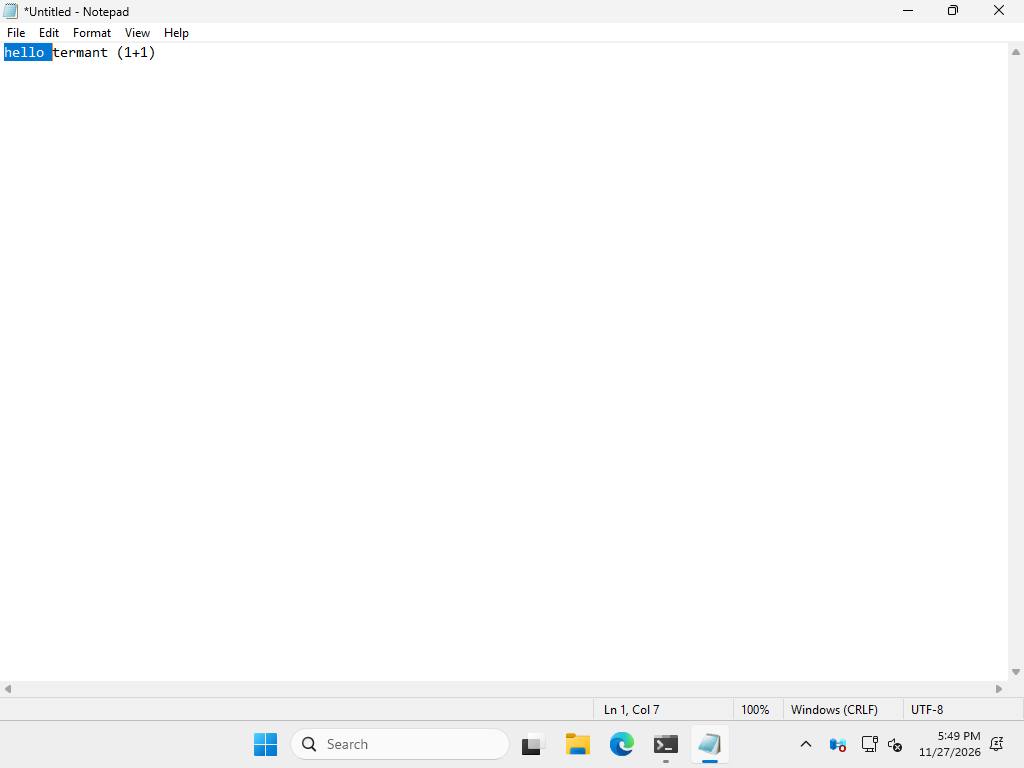 *Untitled - Notepad
File Edit Format View Help
hello termant (1+1)
Ln 1, Col 7 100% Windows (CRLF) UTF-8
Search
5:49 PM
11/27/2026